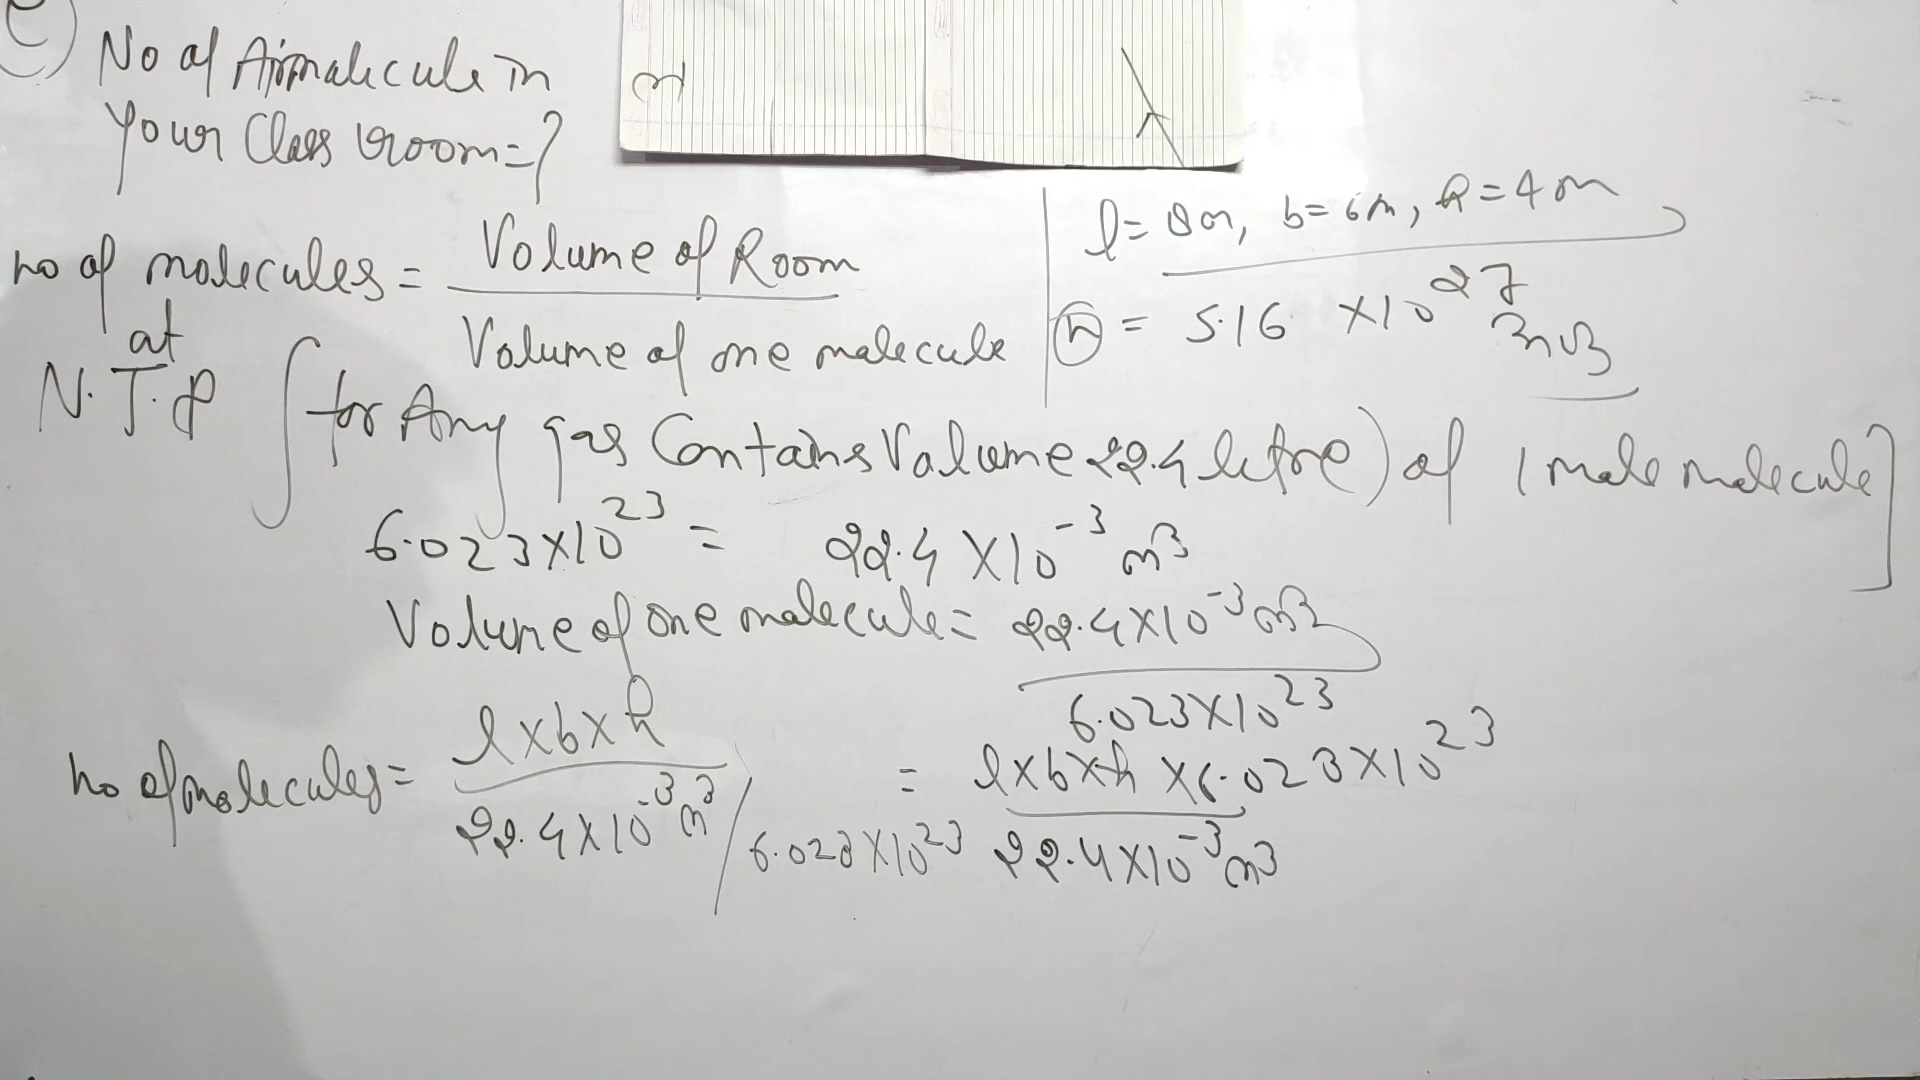 C) No of Airmalecule in
Your Class room=?
no of molecules = Volume of Room
Volume of one malecule
at
N.T.P
l= 8m, b= 6m, h=4m
n = 5.16 ×10^27
[for Any gas Contains Volume 22.4 litre) of 1 mole molecule]
6.023×10^23 = 22.4 ×10^-3 m^3
Volume of one malecule= 22.4×10^-3 m^3
6.023×10^23
no of molecules= l×b×h
22.4×10^-3 m^3 / 6.023×10^23
= l×b×h ×6.023×10^23
22.4×10^-3 m^3